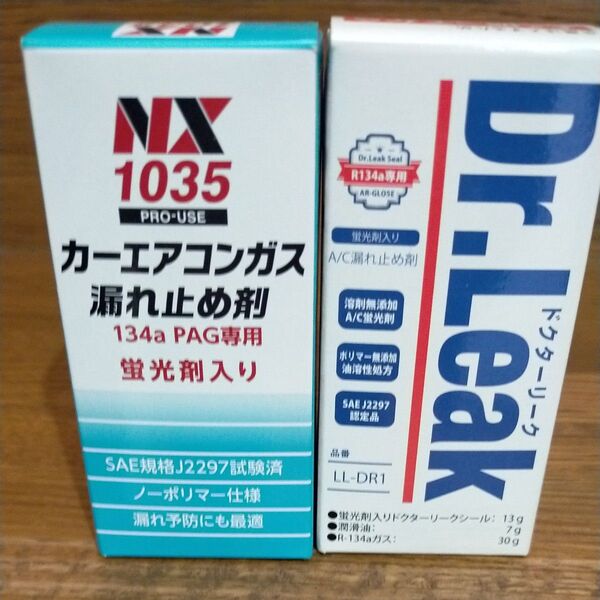 NX
1035
PRO-USE
カーエアコンガス
漏れ止め剤
134a PAG専用
蛍光剤入り
SAE規格J2297試験済
ノーポリマー仕様
漏れ予防にも最適
Dr.Leak
ドクターリーク
Dr.Leak Seal
R134a専用
AR-GLOSE
蛍光剤入り
A/C漏れ止め剤
溶剤無添加
A/C蛍光剤
ポリマー無添加
油溶性処方
SAE J2297
認定品
品番
LL-DR1
●蛍光剤入りドクターリークシール: 13g
●潤滑油: 7g
●R-134aガス: 30g